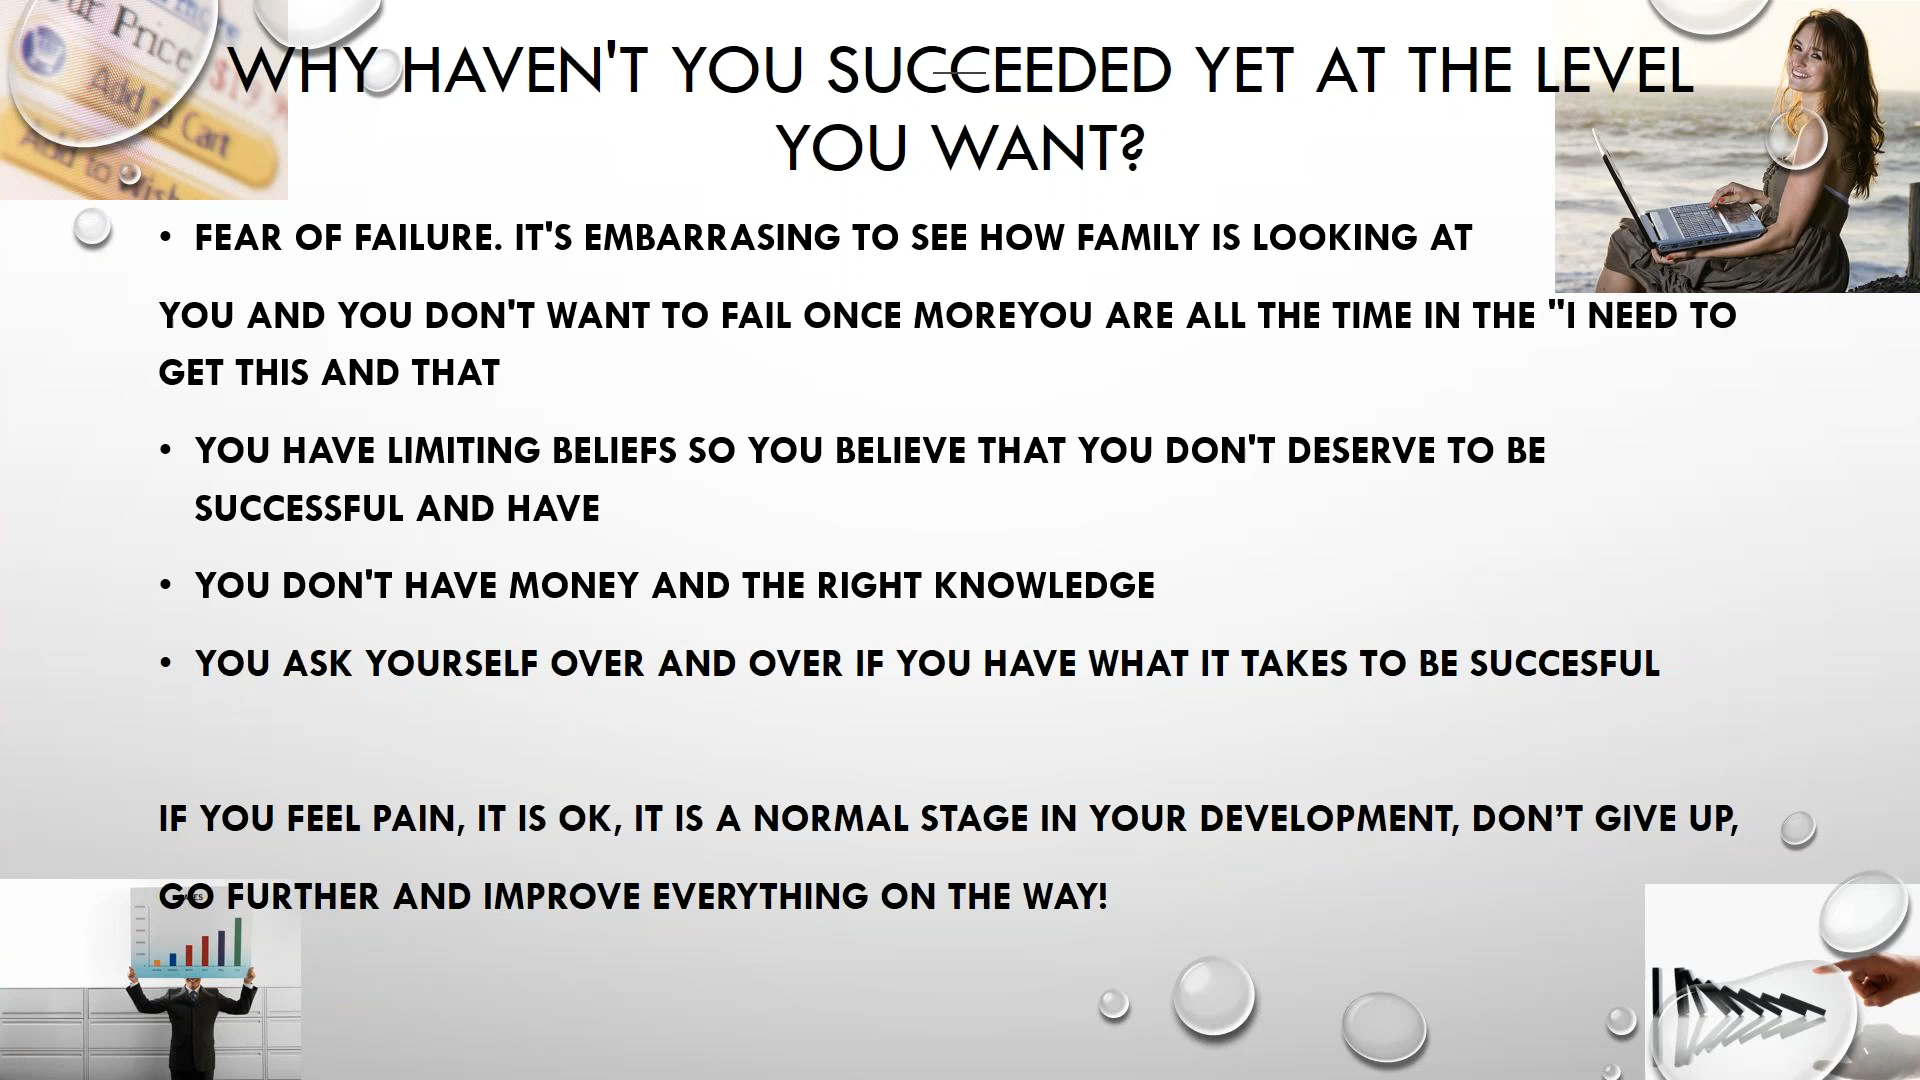 ur Price
Add to Cart
Add to Wish
WHY HAVEN'T YOU SUCCEEDED YET AT THE LEVEL
YOU WANT?
• FEAR OF FAILURE. IT'S EMBARRASING TO SEE HOW FAMILY IS LOOKING AT
YOU AND YOU DON'T WANT TO FAIL ONCE MOREYOU ARE ALL THE TIME IN THE "I NEED TO
GET THIS AND THAT
• YOU HAVE LIMITING BELIEFS SO YOU BELIEVE THAT YOU DON'T DESERVE TO BE
SUCCESSFUL AND HAVE
• YOU DON'T HAVE MONEY AND THE RIGHT KNOWLEDGE
• YOU ASK YOURSELF OVER AND OVER IF YOU HAVE WHAT IT TAKES TO BE SUCCESFUL
IF YOU FEEL PAIN, IT IS OK, IT IS A NORMAL STAGE IN YOUR DEVELOPMENT, DON’T GIVE UP,
GO FURTHER AND IMPROVE EVERYTHING ON THE WAY!